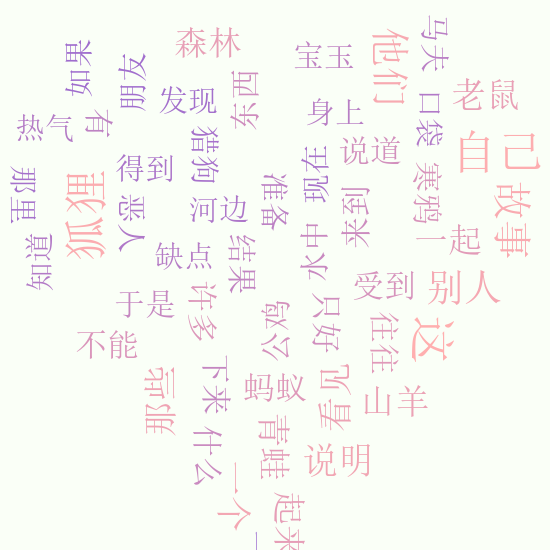 森林
宝玉
马夫
他们
如果
朋友
发现
东西
身上
口袋
老鼠
热气
有
猎狗
说道
自己
得到
现在
寒鸦
那里
狐狸
恶人
河边
准备
来到
故事
知道
缺点
结果
水中
一起
于是
许多
受到
别人
公鸡
好只
往往
这
不能
那些
下来
蚂蚁
看见
山羊
什么
青蛙
说明
一个
起来